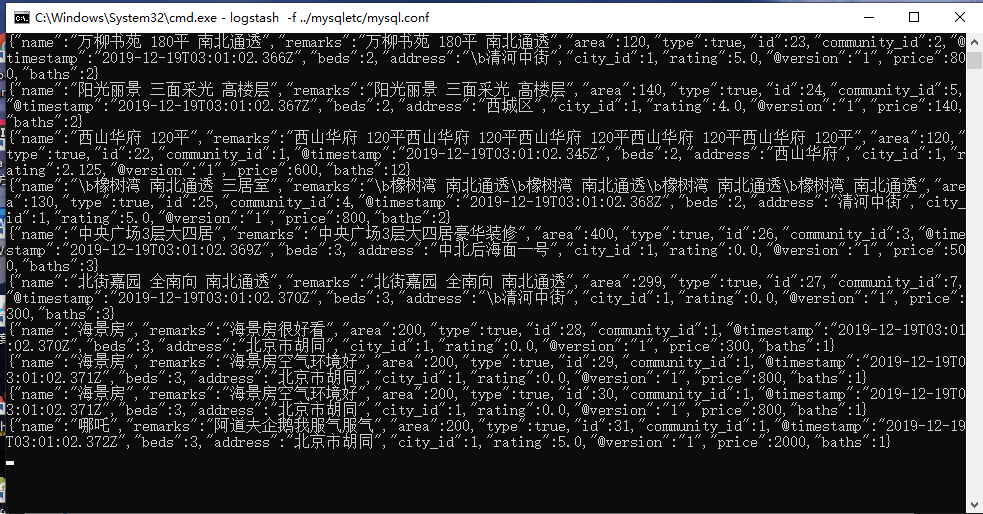 C:\Windows\System32\cmd.exe - logstash  -f ../mysqletc/mysql.conf
{"name":"万柳书苑 180平 南北通透","remarks":"万柳书苑 180平 南北通透","area":120,"type":true,"id":23,"community_id":2,"@
timestamp":"2019-12-19T03:01:02.366Z","beds":2,"address":"\b清河中街","city_id":1,"rating":5.0,"@version":"1","price":80
0,"baths":2}
{"name":"阳光丽景 三面采光 高楼层","remarks":"阳光丽景 三面采光 高楼层","area":140,"type":true,"id":24,"community_id":5,
"@timestamp":"2019-12-19T03:01:02.367Z","beds":2,"address":"西城区","city_id":1,"rating":4.0,"@version":"1","price":140,
"baths":2}
{"name":"西山华府 120平","remarks":"西山华府 120平西山华府 120平西山华府 120平西山华府 120平西山华府 120平","area":120,"
type":true,"id":22,"community_id":1,"@timestamp":"2019-12-19T03:01:02.345Z","beds":2,"address":"西山华府","city_id":1,"r
ating":2.125,"@version":"1","price":600,"baths":12}
{"name":"\b橡树湾 南北通透 三居室","remarks":"\b橡树湾 南北通透\b橡树湾 南北通透\b橡树湾 南北通透\b橡树湾 南北通透","are
a":130,"type":true,"id":25,"community_id":4,"@timestamp":"2019-12-19T03:01:02.368Z","beds":2,"address":"清河中街","city_
id":1,"rating":5.0,"@version":"1","price":800,"baths":2}
{"name":"中央广场3层大四居","remarks":"中央广场3层大四居豪华装修","area":400,"type":true,"id":26,"community_id":3,"@time
stamp":"2019-12-19T03:01:02.369Z","beds":3,"address":"中北后海面一号","city_id":1,"rating":0.0,"@version":"1","price":50
0,"baths":3}
{"name":"北街嘉园 全南向 南北通透","remarks":"北街嘉园 全南向 南北通透","area":299,"type":true,"id":27,"community_id":7,
"@timestamp":"2019-12-19T03:01:02.370Z","beds":3,"address":"\b清河中街","city_id":1,"rating":0.0,"@version":"1","price":
300,"baths":3}
{"name":"海景房","remarks":"海景房很好看","area":200,"type":true,"id":28,"community_id":1,"@timestamp":"2019-12-19T03:01
:02.370Z","beds":3,"address":"北京市胡同","city_id":1,"rating":0.0,"@version":"1","price":300,"baths":1}
{"name":"海景房","remarks":"海景房空气环境好","area":200,"type":true,"id":29,"community_id":1,"@timestamp":"2019-12-19T0
3:01:02.371Z","beds":3,"address":"北京市胡同","city_id":1,"rating":0.0,"@version":"1","price":800,"baths":1}
{"name":"海景房","remarks":"海景房空气环境好","area":200,"type":true,"id":30,"community_id":1,"@timestamp":"2019-12-19T0
3:01:02.371Z","beds":3,"address":"北京市胡同","city_id":1,"rating":0.0,"@version":"1","price":800,"baths":1}
{"name":"哪吒","remarks":"阿道夫企鹅我服气服气","area":200,"type":true,"id":31,"community_id":1,"@timestamp":"2019-12-19
T03:01:02.372Z","beds":3,"address":"北京市胡同","city_id":1,"rating":5.0,"@version":"1","price":2000,"baths":1}